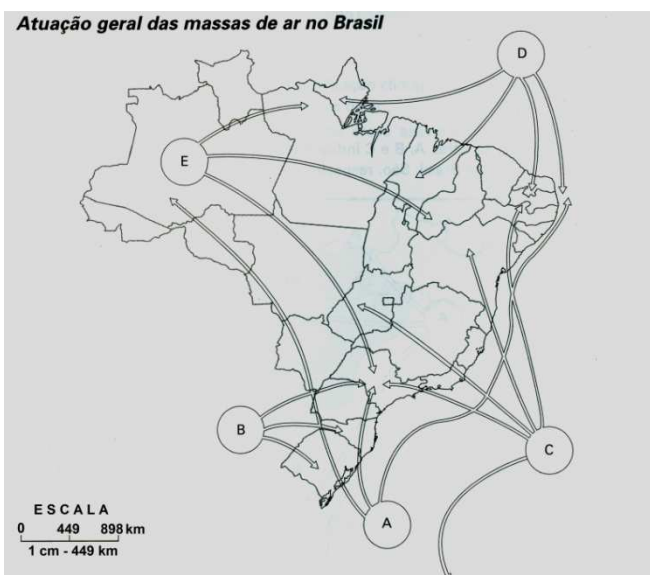 Atuação geral das massas de ar no Brasil
D
E
B
C
A
ESCALA
0 449 898 km
1 cm - 449 km